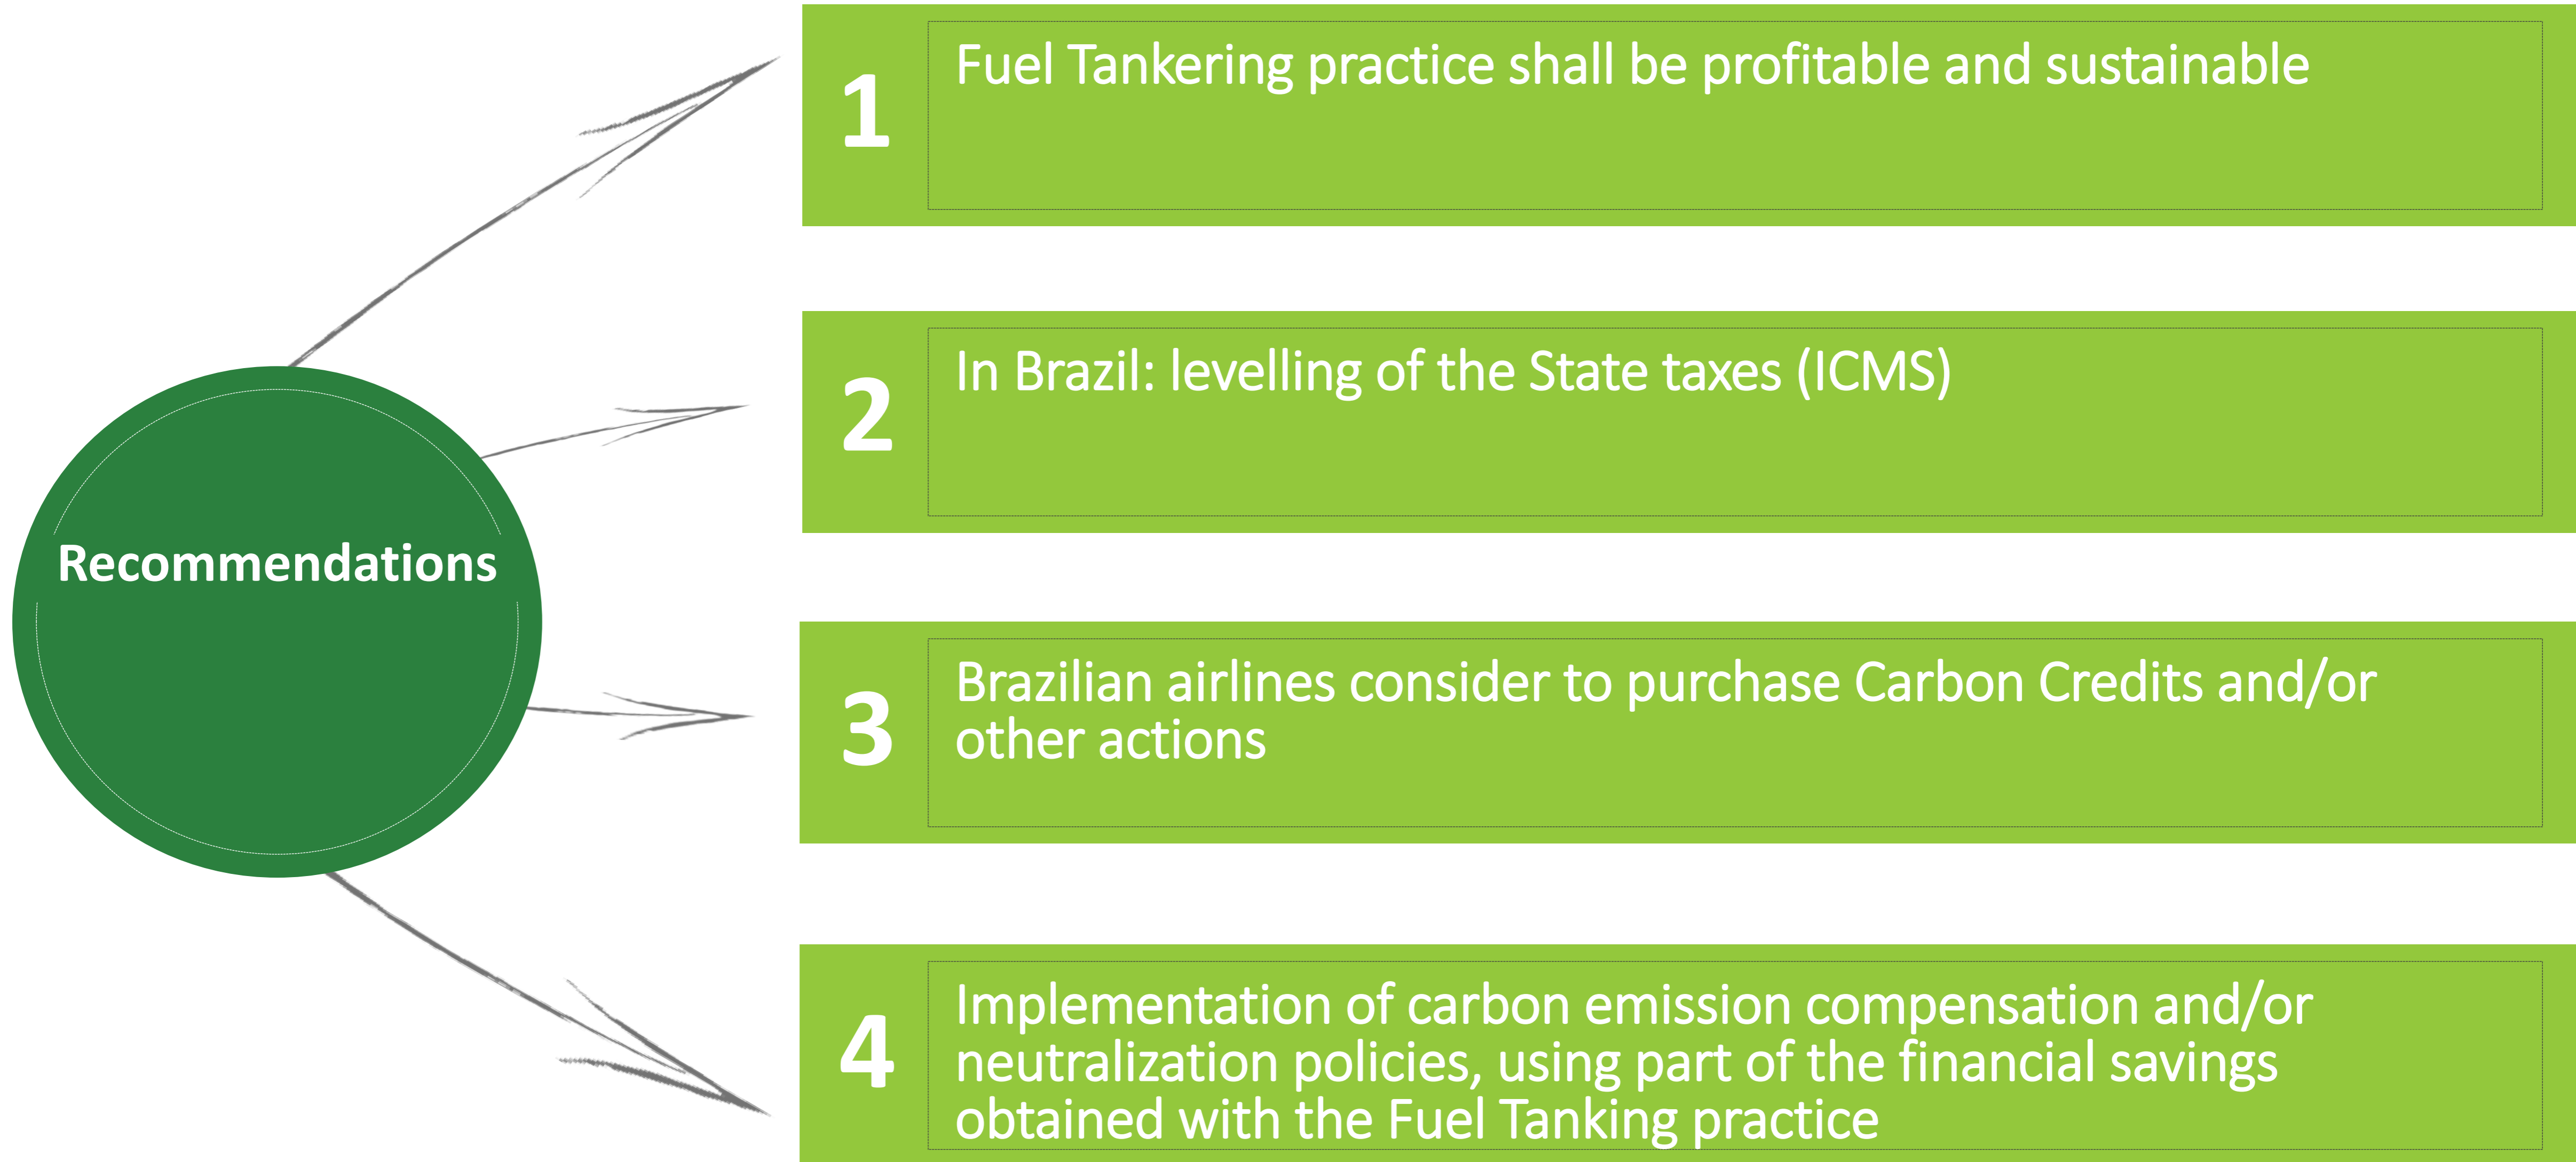 Recommendations
1
Fuel Tankering practice shall be profitable and sustainable
2
In Brazil: levelling of the State taxes (ICMS)
3
Brazilian airlines consider to purchase Carbon Credits and/or
other actions
4
Implementation of carbon emission compensation and/or
neutralization policies, using part of the financial savings
obtained with the Fuel Tanking practice